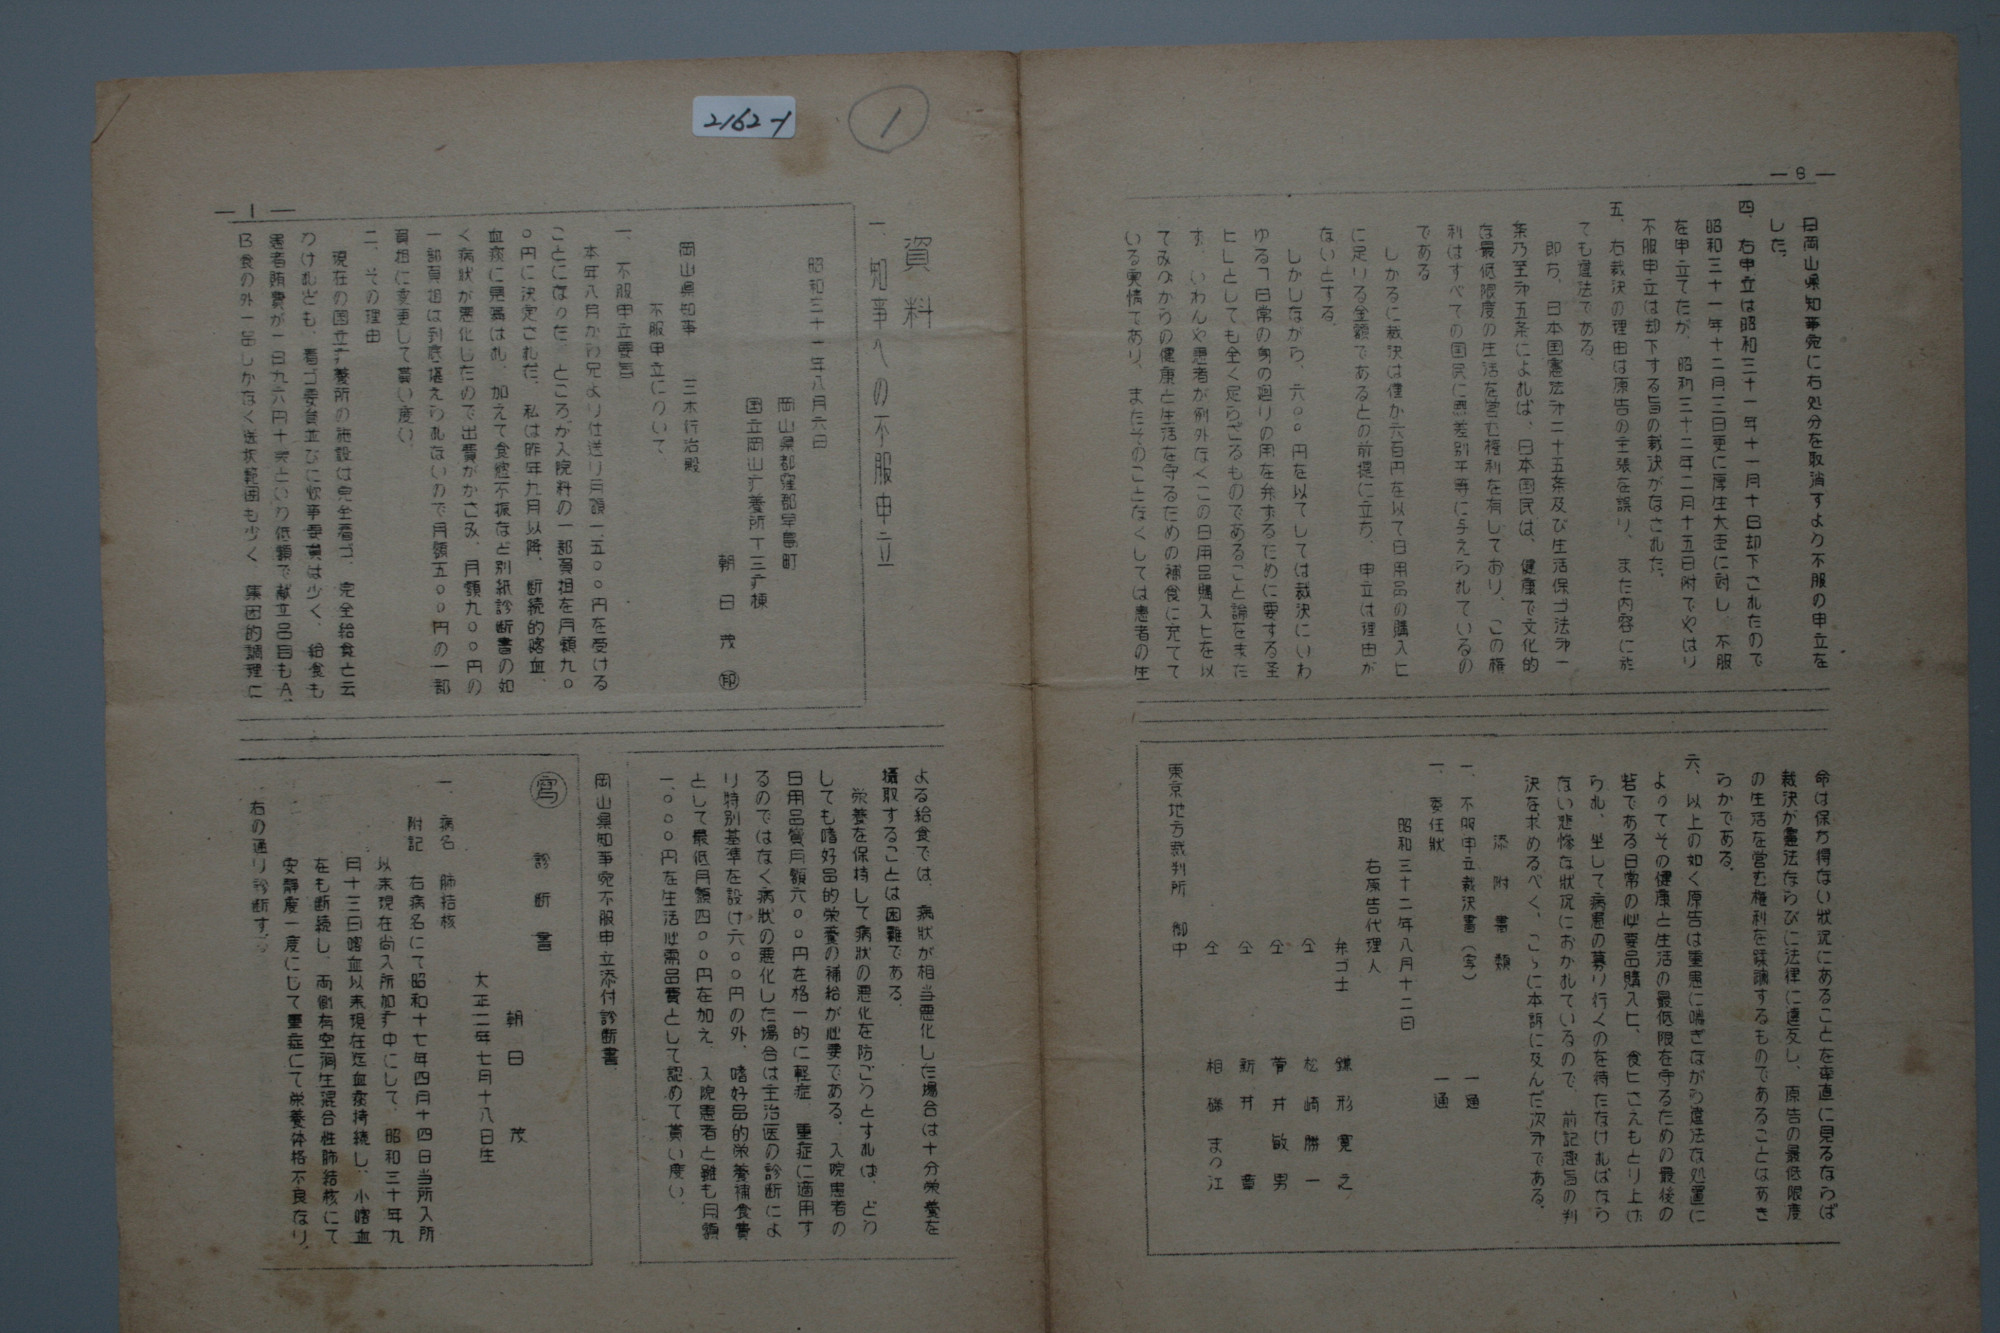 2162-1
1
— 8 —
日岡山県知事宛に右処分を取消すよう不服の申立を
した。
四、右申立は昭和三十一年十一月十日却下されたので
昭和三十一年十二月三日更に厚生大臣に対し、不服
を申立てたが、昭和三十二年二月十五日附でやはり
不服申立は却下する旨の裁決がなされた。
五、右裁決の理由は原告の主張を誤り、また内容に於
ても違法である。
即ち、日本国憲法才二十五条及び生活保ゴ法才一
条乃至才五条によれば、日本国民は、健康で文化的
な最低限度の生活を営む権利を有しており、この権
利はすべての国民に無差別平等に与えられているの
である
しかるに裁決は僅か六百円を以て日用品の購入ヒ
に足りる金額であるとの前提に立ち、申立は理由が
ないとする。
しかしながら、六〇〇円を以てしては裁決にいわ
ゆる「日常の身の廻りの用を弁ずるために要する全
ヒ」としても全く足らざるものであること論をまた
す、いわんや患者が例外なくこの日用品購入ヒを以
てみづからの健康と生活を守るための補食に充てて
いる実情であり、またそのことなくしては患者の生
命は保ち得ない状況にあることを率直に見るならば
裁決が憲法ならびに法律に違反し、原告の最低限度
の生活を営む権利を蹂躙するものであることはあき
らかである。
六、以上の如く原告は重患に喘ぎながら違法な処置に
よってその健康と生活の最低限を守るための最後の
砦である日常の必要品購入ヒ、食ヒさえもとり上げ
られ、坐して病患の募り行くのを待たなければなら
ない悲惨な状況におかれているので、前記趣旨の判
決を求めるべく、こゝに本訴に及んだ次才である。
添附書類
一、不服申立裁決書(写) 一通
一、委任状 一通
昭和三十二年八月十二日
右原告代理人
弁ゴ士 鎌形寛之
仝 松崎勝一
仝 菅井敏男
仝 新井章
仝 相磯まつ江
東京地方裁判所 御中
— 1 —
資料
一、知事への不服申立
昭和三十一年八月六日
岡山県都窪郡早島町
国立岡山疗養所十三疗棟
朝日茂 ㊞
岡山県知事 三木行治殿
不服申立について
一、不服申立要旨
本年八月から兄より仕送り月額一、五〇〇円を受ける
ことになった。ところが入院料の一部負担を月額九〇
〇円に決定された。私は昨年九月以降、断続的喀血、
血痰に見舞はれ、加えて食慾不振など別紙診断書の如
く病状が悪化したので出費がかさみ、月額九〇〇円の
一部負担は到底堪えられないので月額五〇〇円の一部
負担に変更して貰い度い。
二、その理由
現在の国立疗養所の施設は完全看ゴ、完全給食と云
うけれども、看ゴ委員並びに炊事要員は少く、給食も
患者賄費が一日九六円十銭という低額で献立品目もA、
B食の外一品しかなく選択範囲も少く、集団的調理に
よる給食では、病状が相当悪化した場合は十分栄養を
攝取することは困難である。
栄養を保持して病状の悪化を防ごうとすれば、どう
しても嗜好品的栄養の補給が必要である。入院患者の
日用品費月額六〇〇円を格一的に軽症、重症に適用す
るのではなく病状の悪化した場合は主治医の診断によ
り特別基準を設け六〇〇円の外、嗜好品的栄養補食費
として最低月額四〇〇円を加え、入院患者と雖も月額
一、〇〇〇円を生活必需品費として認めて貰い度い。
岡山県知事宛不服申立添付診断書
㊢ 診断書
朝日茂
大正二年七月十八日生
一、病名 肺結核
附記 右病名にて昭和十七年四月十四日当所入所
以来現在尚入所加疗中にして、昭和三十年九
月十三日喀血以来現在迄血痰持続し、小喀血
在も断続し、両側有空洞生混合性肺結核にて
安静度一度にして重症にて栄養体格不良なり、
右の通り診断す。